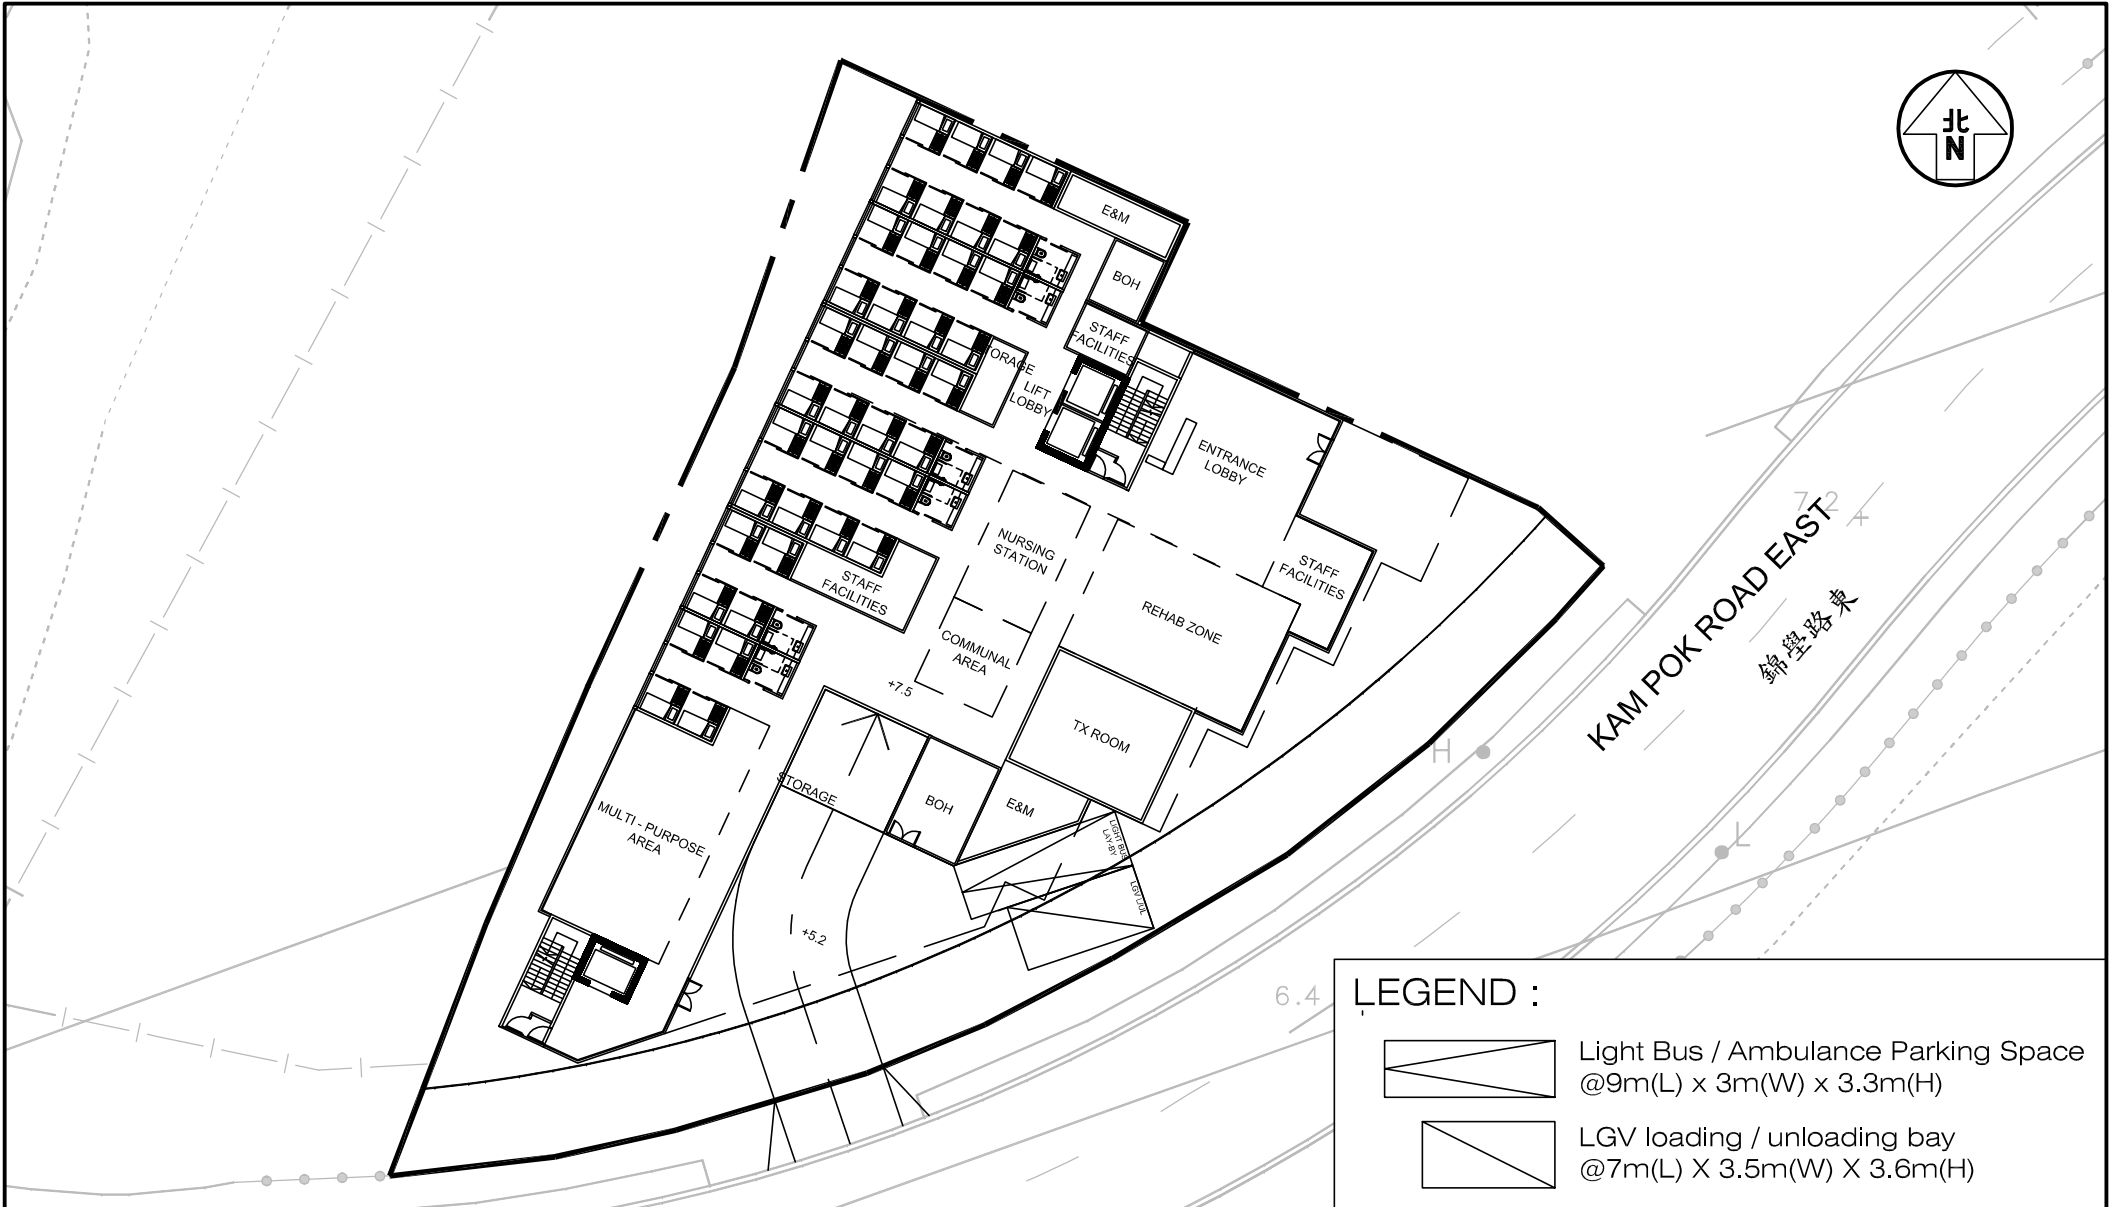 北
N
E&M
BOH
STAFF
FACILITIES
TORAGE
LIFT
LOBBY
ENTRANCE
LOBBY
NURSING
STATION
STAFF
FACILITIES
STAFF
FACILITIES
REHAB ZONE
COMMUNAL
AREA
+7.5
TX ROOM
STORAGE
BOH
E&M
MULTI - PURPOSE
AREA
LIGHT BUS
LAY-BY
LGV L/UL
+5.2
7.2
+
KAM POK ROAD EAST
錦壆路東
H
L
6.4
LEGEND :
Light Bus / Ambulance Parking Space
@9m(L) x 3m(W) x 3.3m(H)
LGV loading / unloading bay
@7m(L) X 3.5m(W) X 3.6m(H)